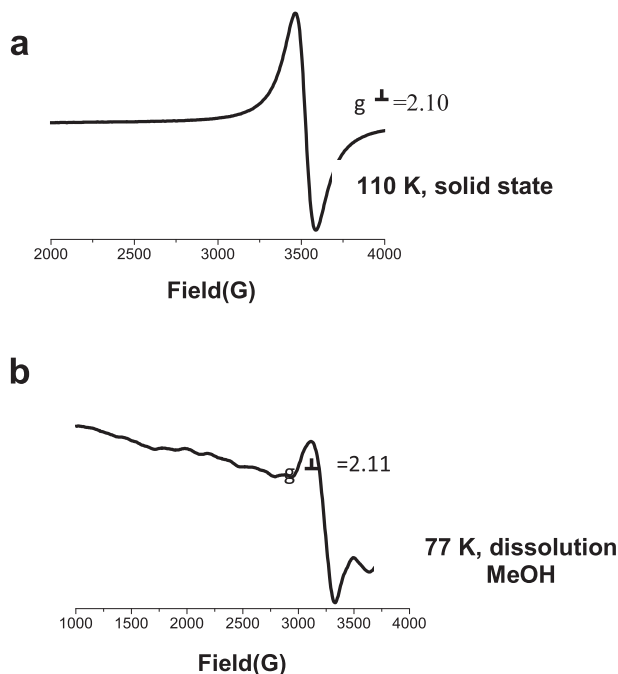 a
g ⊥=2.10
110 K, solid state
2000 2500 3000 3500 4000
Field(G)
b
g ⊥ =2.11
77 K, dissolution
MeOH
1000 1500 2000 2500 3000 3500 4000
Field(G)